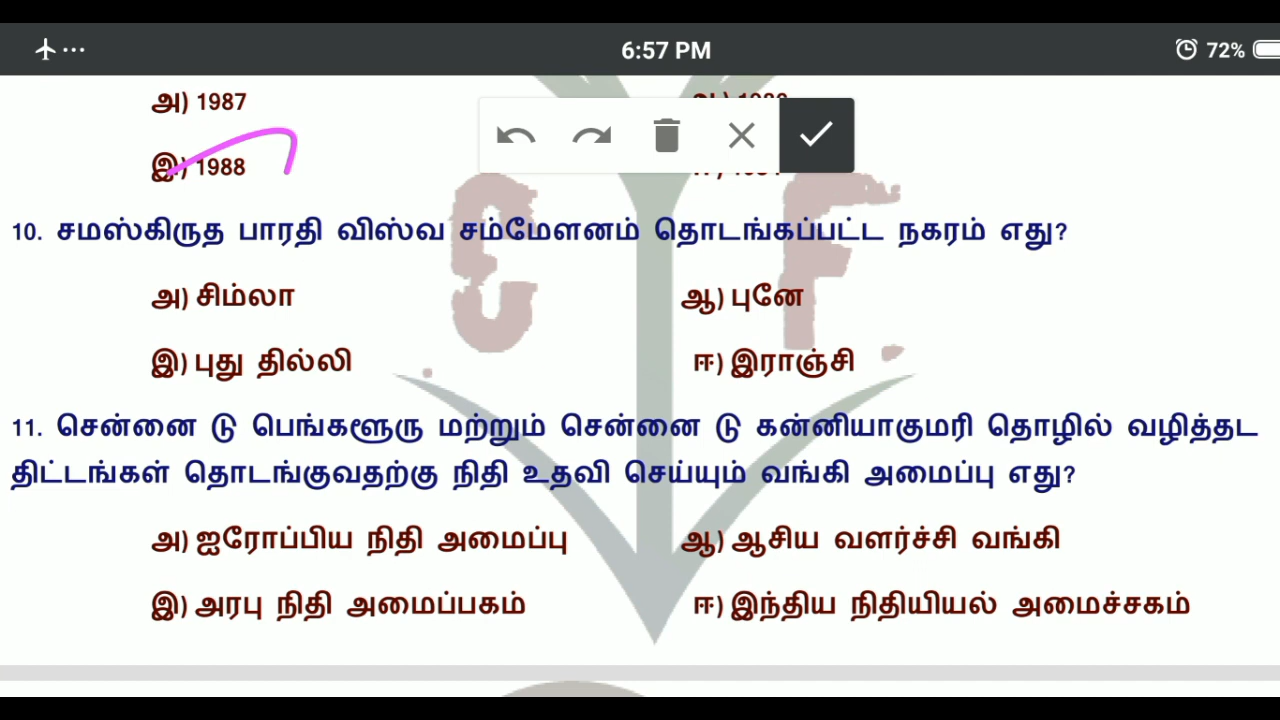 6:57 PM
72%
அ) 1987
இ) 1988
10. சமஸ்கிருத பாரதி விஸ்வ சம்மேளனம் தொடங்கப்பட்ட நகரம் எது?
அ) சிம்லா ஆ) புனே
இ) புது தில்லி ஈ) இராஞ்சி
11. சென்னை டு பெங்களூரு மற்றும் சென்னை டு கன்னியாகுமரி தொழில் வழித்தட
திட்டங்கள் தொடங்குவதற்கு நிதி உதவி செய்யும் வங்கி அமைப்பு எது?
அ) ஐரோப்பிய நிதி அமைப்பு ஆ) ஆசிய வளர்ச்சி வங்கி
இ) அரபு நிதி அமைப்பகம் ஈ) இந்திய நிதியியல் அமைச்சகம்